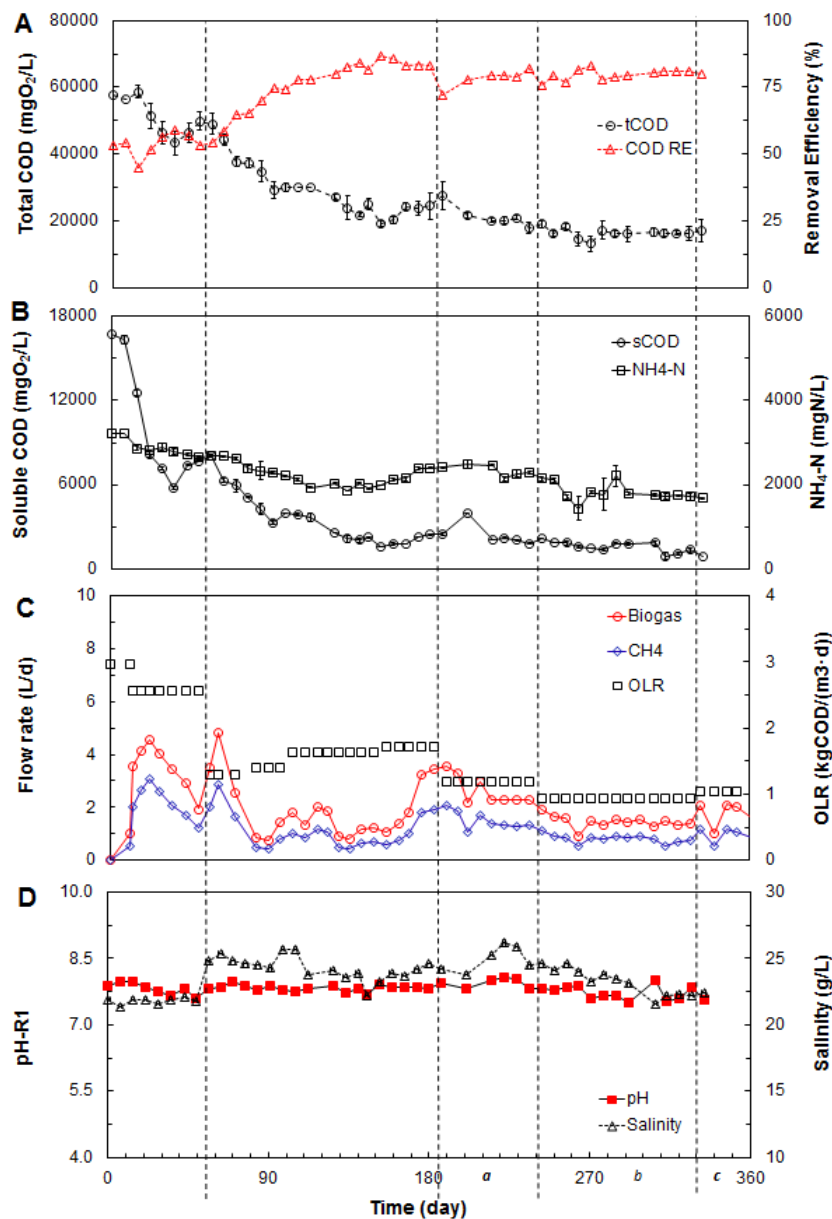 A
80000
60000
40000
20000
0
Total COD (mgO2/L)
100
75
50
25
0
Removal Efficiency (%)
tCOD
COD RE
B
18000
12000
6000
0
Soluble COD (mgO2/L)
6000
4000
2000
0
NH4-N (mgN/L)
sCOD
NH4-N
C
10
8
6
4
2
0
Flow rate (L/d)
4
3
2
1
0
OLR (kgCOD/(m3·d))
Biogas
CH4
OLR
D
10.0
8.5
7.0
5.5
4.0
pH-R1
30
25
20
15
10
Salinity (g/L)
pH
Salinity
0 90 180 a 270 b c 360
Time (day)